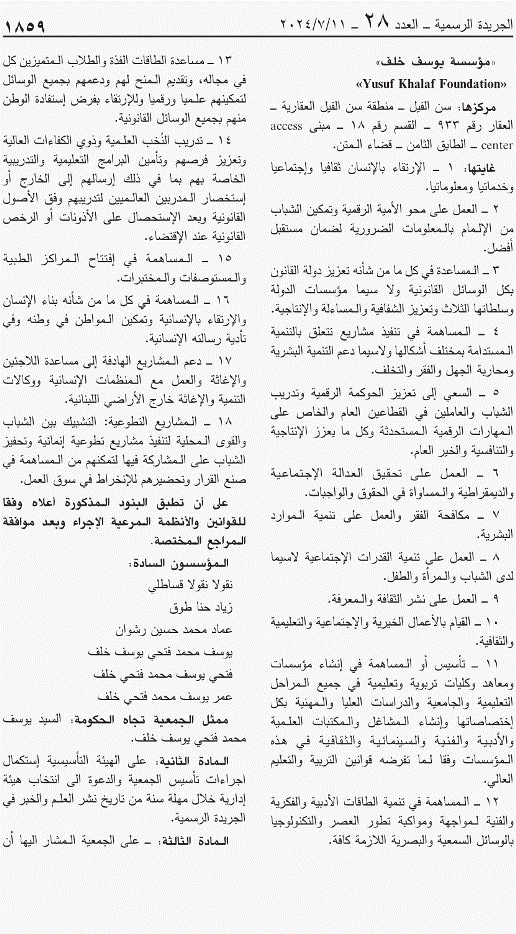 الجريدة الرسمية – العدد ٢٨ – ٢٠٢٤/٧/١١
١٨٥٩
«مؤسسة يوسف خلف»
«Yusuf Khalaf Foundation»
مركزها: سن الفيل – منطقة سن الفيل العقارية –
العقار رقم ٩٣٣ – القسم رقم ١٨ – مبنى access
center – الطابق الثامن – قضاء المتن.
غايتها: ١ – الإرتقاء بالإنسان ثقافيا وإجتماعيا
وخدماتيا ومعلوماتيا.
٢ – العمل على محو الأمية الرقمية وتمكين الشباب
من الإلمام بالمعلومات الضرورية لضمان مستقبل
أفضل.
٣ – المساعدة في كل ما من شأنه تعزيز دولة القانون
بكل الوسائل القانونية ولا سيما مؤسسات الدولة
وسلطاتها الثلاث وتعزيز الشفافية والمساءلة والإنتاجية.
٤ – المساهمة في تنفيذ مشاريع تتعلق بالتنمية
المستدامة بمختلف أشكالها ولاسيما دعم التنمية البشرية
ومحاربة الجهل والفقر والتخلف.
٥ – السعي إلى تعزيز الحوكمة الرقمية وتدريب
الشباب والعاملين في القطاعين العام والخاص على
المهارات الرقمية المستحدثة وكل ما يعزز الإنتاجية
والتنافسية والخير العام.
٦ – العمل على تحقيق العدالة الإجتماعية
والديمقراطية والمساواة في الحقوق والواجبات.
٧ – مكافحة الفقر والعمل على تنمية الموارد
البشرية.
٨ – العمل على تنمية القدرات الإجتماعية لاسيما
لدى الشباب والمرأة والطفل.
٩ – العمل على نشر الثقافة والمعرفة.
١٠ – القيام بالأعمال الخيرية والإجتماعية والتعليمية
والثقافية.
١١ – تأسيس أو المساهمة في إنشاء مؤسسات
ومعاهد وكليات تربوية وتعليمية في جميع المراحل
التعليمية والجامعية والدراسات العليا والمهنية بكل
إختصاصاتها وإنشاء المشاغل والمكتبات العلمية
والأدبية والفنية والسينمائية والثقافية في هذه
المؤسسات وفقا لما تفرضه قوانين التربية والتعليم
العالي.
١٢ – المساهمة في تنمية الطاقات الأدبية والفكرية
والفنية لمواجهة ومواكبة تطور العصر والتكنولوجيا
بالوسائل السمعية والبصرية اللازمة كافة.
١٣ – مساعدة الطاقات الفذة والطلاب المتميزين كل
في مجاله، وتقديم المنح لهم ودعمهم بجميع الوسائل
لتمكينهم علميا ورقميا وللإرتقاء بفرض إستفادة الوطن
منهم بجميع الوسائل القانونية.
١٤ – تدريب النُخب العلمية وذوي الكفاءات العالية
وتعزيز فرصهم وتأمين البرامج التعليمية والتدريبية
الخاصة بهم بما في ذلك إرسالهم إلى الخارج أو
إستحضار المدربين العالميين لتدريبهم وفق الأصول
القانونية وبعد الإستحصال على الأذونات أو الرخص
القانونية عند الإقتضاء.
١٥ – المساهمة في إفتتاح المراكز الطبية
والمستوصفات والمختبرات.
١٦ – المساهمة في كل ما من شأنه بناء الإنسان
والإرتقاء بالإنسانية وتمكين المواطن في وطنه وفي
تأدية رسالته الإنسانية.
١٧ – دعم المشاريع الهادفة إلى مساعدة اللاجئين
والإغاثة والعمل مع المنظمات الإنسانية ووكالات
التنمية والإغاثة خارج الأراضي اللبنانية.
١٨ – المشاريع التطوعية: التشبيك بين الشباب
والقوى المحلية لتنفيذ مشاريع تطوعية إنمائية وتحفيز
الشباب على المشاركة فيها لتمكنهم من المساهمة في
صنع القرار وتحضيرهم للإنخراط في سوق العمل.
على أن تطبق البنود المذكورة أعلاه وفقا
للقوانين والأنظمة المرعية الإجراء وبعد موافقة
المراجع المختصة.
المؤسسون السادة:
نقولا نقولا قساطلي
زياد حنا طوق
عماد محمد حسين رشوان
يوسف محمد فتحي يوسف خلف
فتحي يوسف محمد فتحي خلف
عمر يوسف محمد فتحي خلف
ممثل الجمعية تجاه الحكومة: السيد يوسف
محمد فتحي يوسف خلف.
المادة الثانية: على الهيئة التأسيسية إستكمال
اجراءات تأسيس الجمعية والدعوة الى انتخاب هيئة
إدارية خلال مهلة سنة من تاريخ نشر العلم والخبر في
الجريدة الرسمية.
المادة الثالثة: – على الجمعية المشار اليها أن